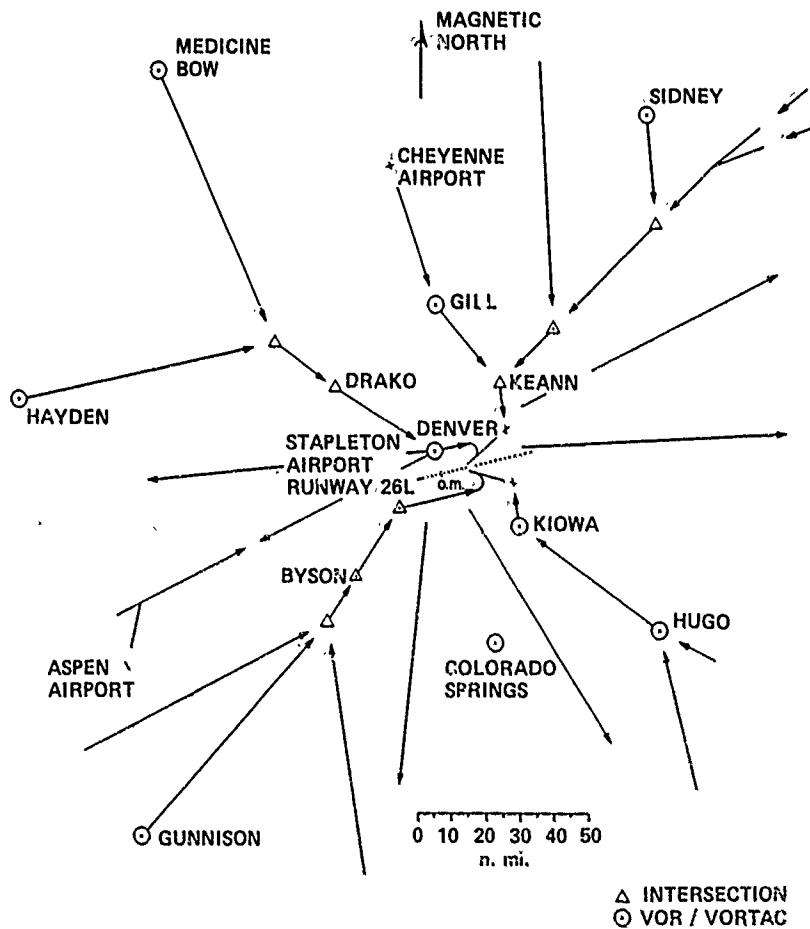 MEDICINE
BOW
MAGNETIC
NORTH
SIDNEY
CHEYENNE
AIRPORT
GILL
DRAKO
KEANN
HAYDEN
DENVER
STAPLETON
AIRPORT
RUNWAY 26L
o.m.
KIOWA
BYSON
HUGO
ASPEN
AIRPORT
COLORADO
SPRINGS
GUNNISON
0 10 20 30 40 50
n. mi.
INTERSECTION
VOR / VORTAC